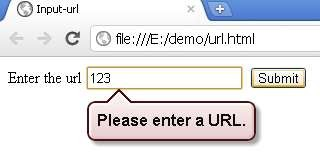 Input-url
file:///E:/demo/url.html
Enter the url 123 Submit
Please enter a URL.